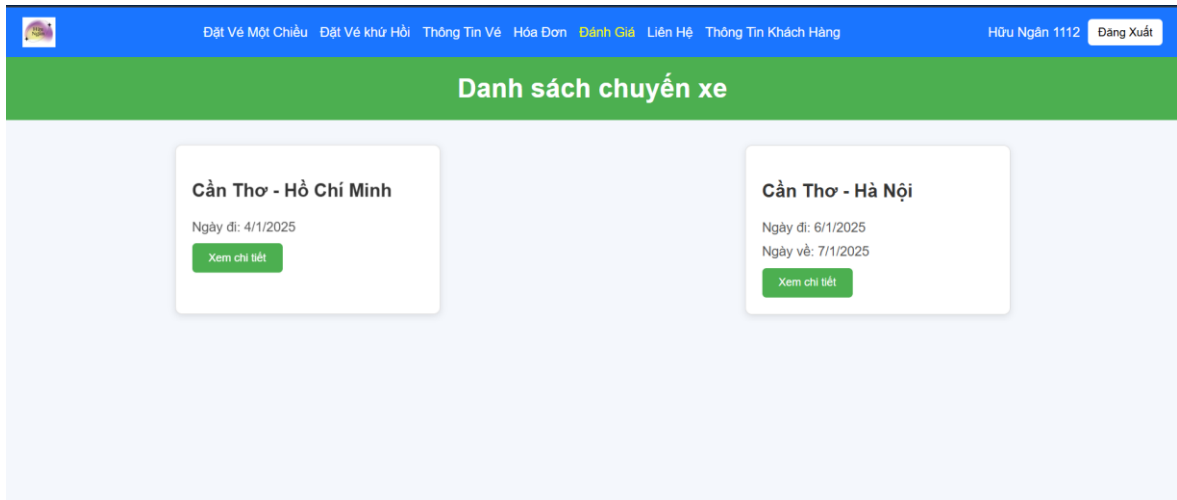 Đặt Vé Một Chiều Đặt Vé khứ Hồi Thông Tin Vé Hóa Đơn Đánh Giá Liên Hệ Thông Tin Khách Hàng Hữu Ngân 1112 Đăng Xuất
Danh sách chuyến xe
Cần Thơ - Hồ Chí Minh
Ngày đi: 4/1/2025
Xem chi tiết
Cần Thơ - Hà Nội
Ngày đi: 6/1/2025
Ngày về: 7/1/2025
Xem chi tiết